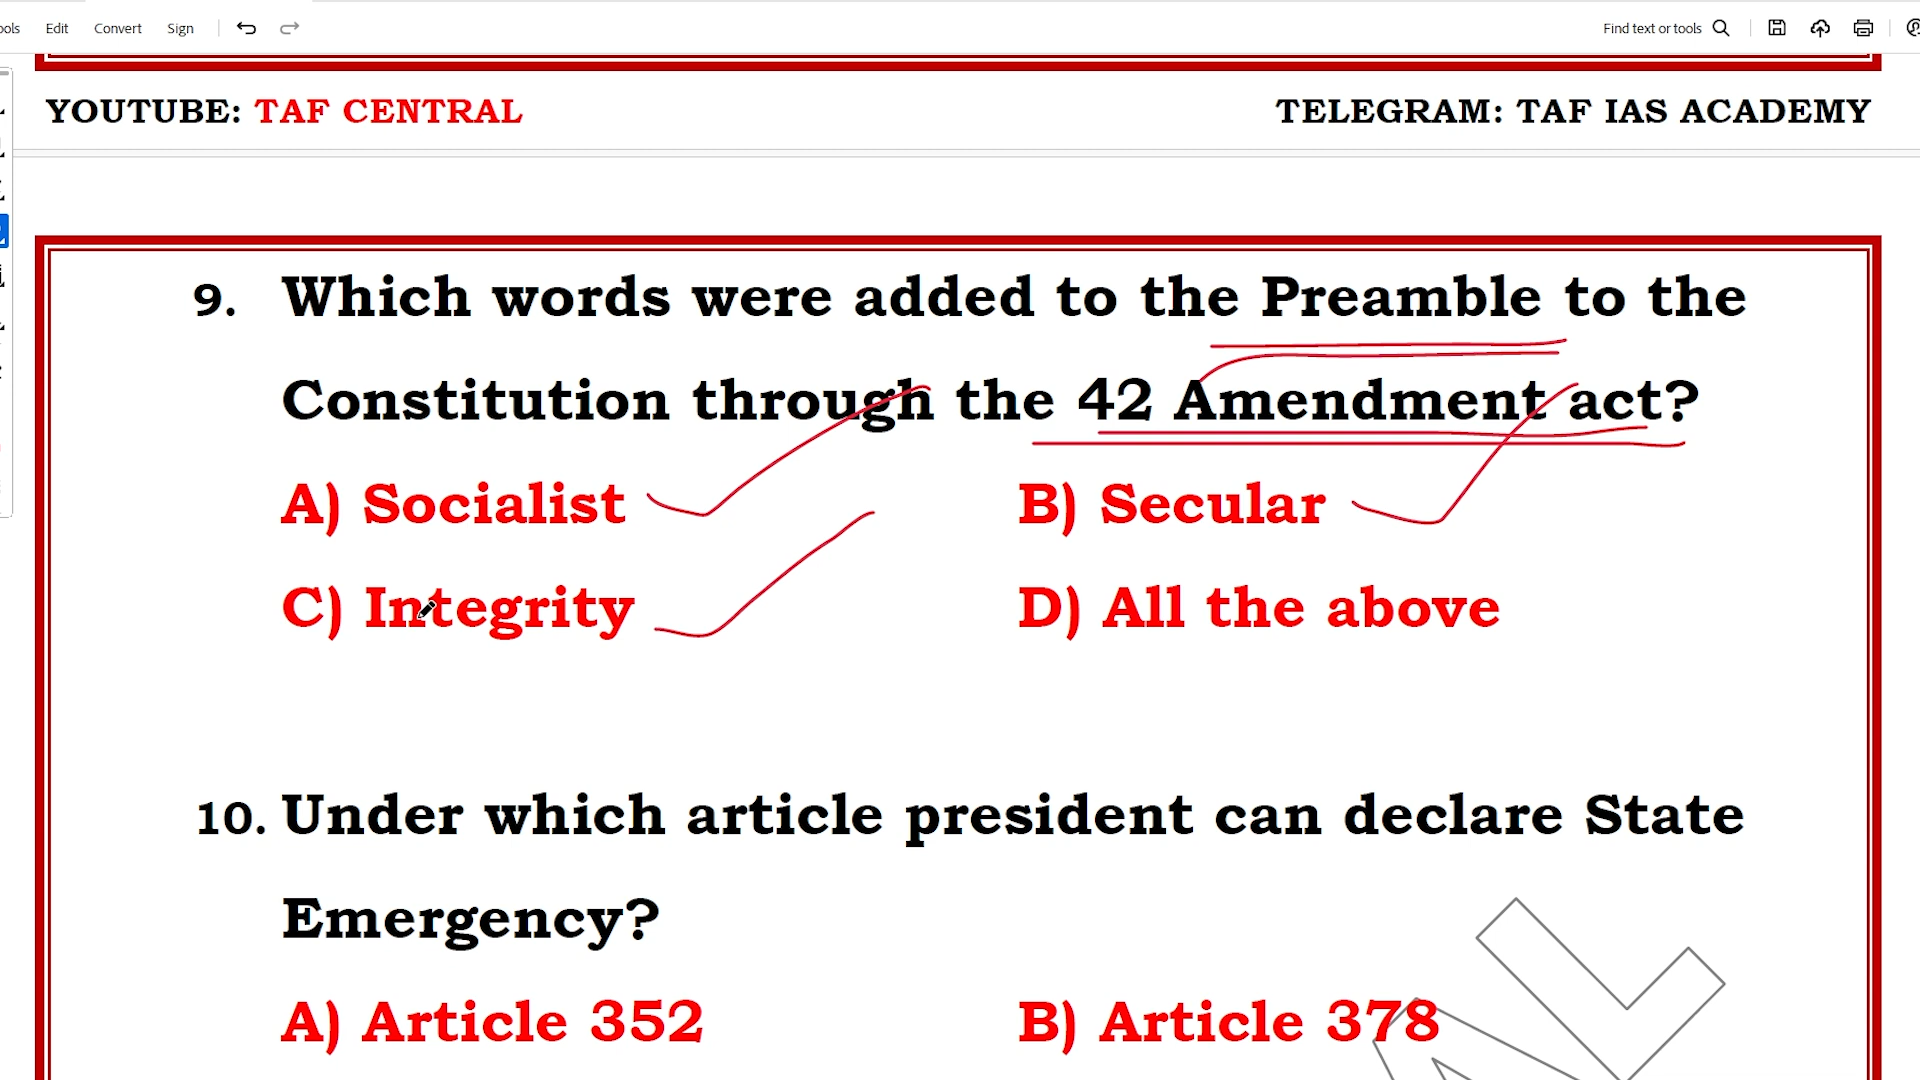 ols Edit Convert Sign Find text or tools
YOUTUBE: TAF CENTRAL TELEGRAM: TAF IAS ACADEMY
9. Which words were added to the Preamble to the
Constitution through the 42 Amendment act?
A) Socialist B) Secular
C) Integrity D) All the above
10. Under which article president can declare State
Emergency?
A) Article 352 B) Article 378